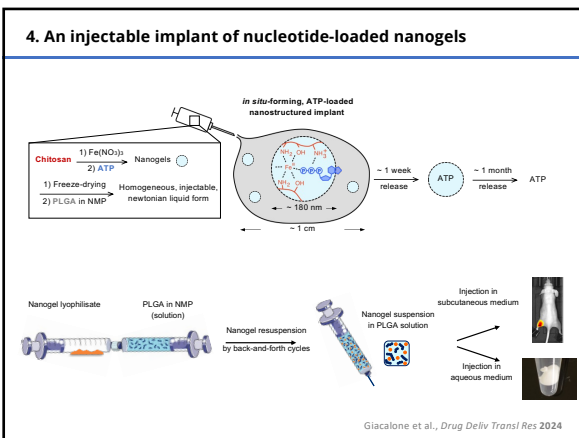 4. An injectable implant of nucleotide-loaded nanogels
in situ-forming, ATP-loaded
nanostructured implant
Chitosan 1) Fe(NO3)3 Nanogels
2) ATP
1) Freeze-drying Homogeneous, injectable,
2) PLGA in NMP newtonian liquid form
NH2 OH NH3+
Fe P P P
NH2 OH
~ 180 nm
~ 1 cm
~ 1 week
release
ATP
~ 1 month
release
ATP
Nanogel lyophilisate
PLGA in NMP
(solution)
Nanogel resuspension
by back-and-forth cycles
Nanogel suspension
in PLGA solution
Injection in
subcutaneous medium
Injection in
aqueous medium
Giacalone et al., Drug Deliv Transl Res 2024